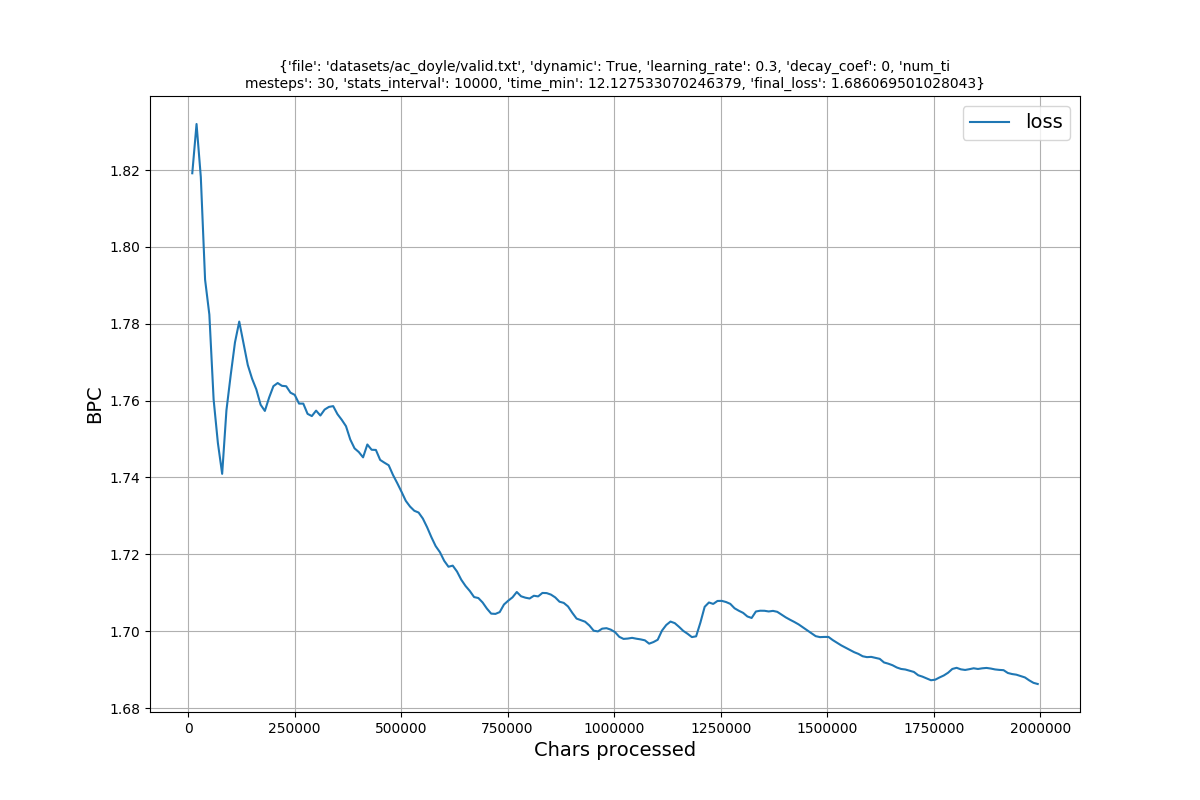 {'file': 'datasets/ac_doyle/valid.txt', 'dynamic': True, 'learning_rate': 0.3, 'decay_coef': 0, 'num_ti
mesteps': 30, 'stats_interval': 10000, 'time_min': 12.127533070246379, 'final_loss': 1.686069501028043}
loss
1.82
1.80
1.78
1.76
1.74
1.72
1.70
1.68
BPC
0 250000 500000 750000 1000000 1250000 1500000 1750000 2000000
Chars processed